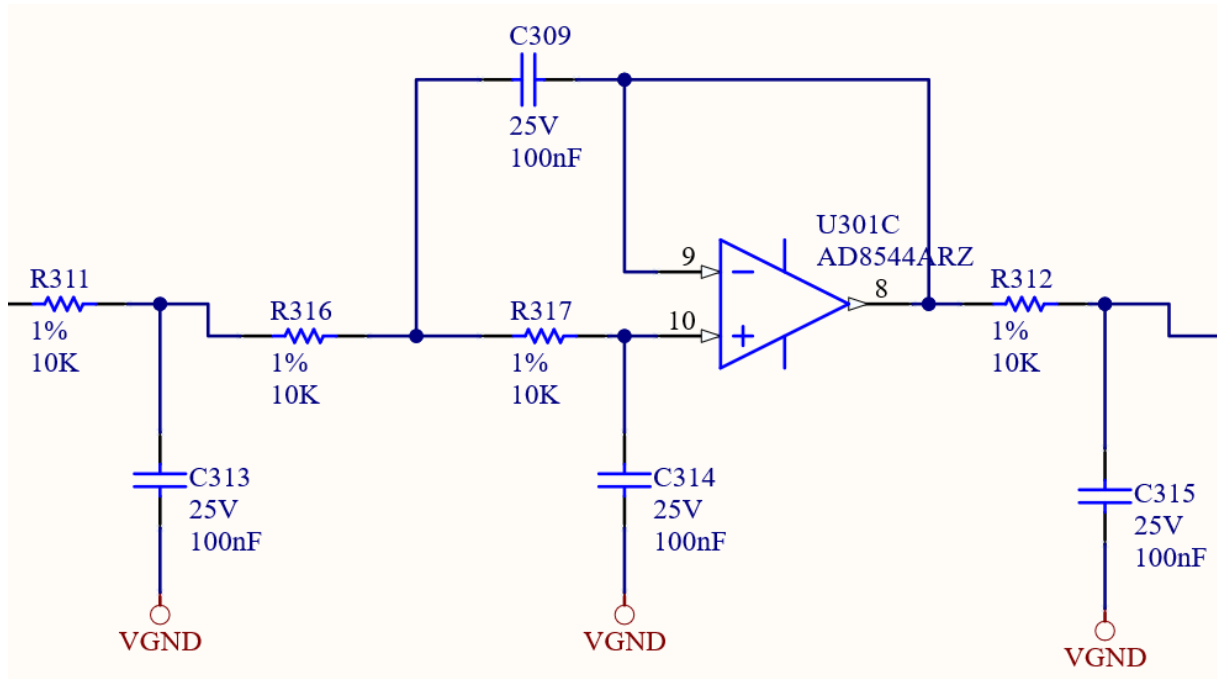 C309
25V
100nF
U301C
AD8544ARZ
9
8
10
R311
1%
10K
R316
1%
10K
R317
1%
10K
R312
1%
10K
C313
25V
100nF
C314
25V
100nF
C315
25V
100nF
VGND
VGND
VGND